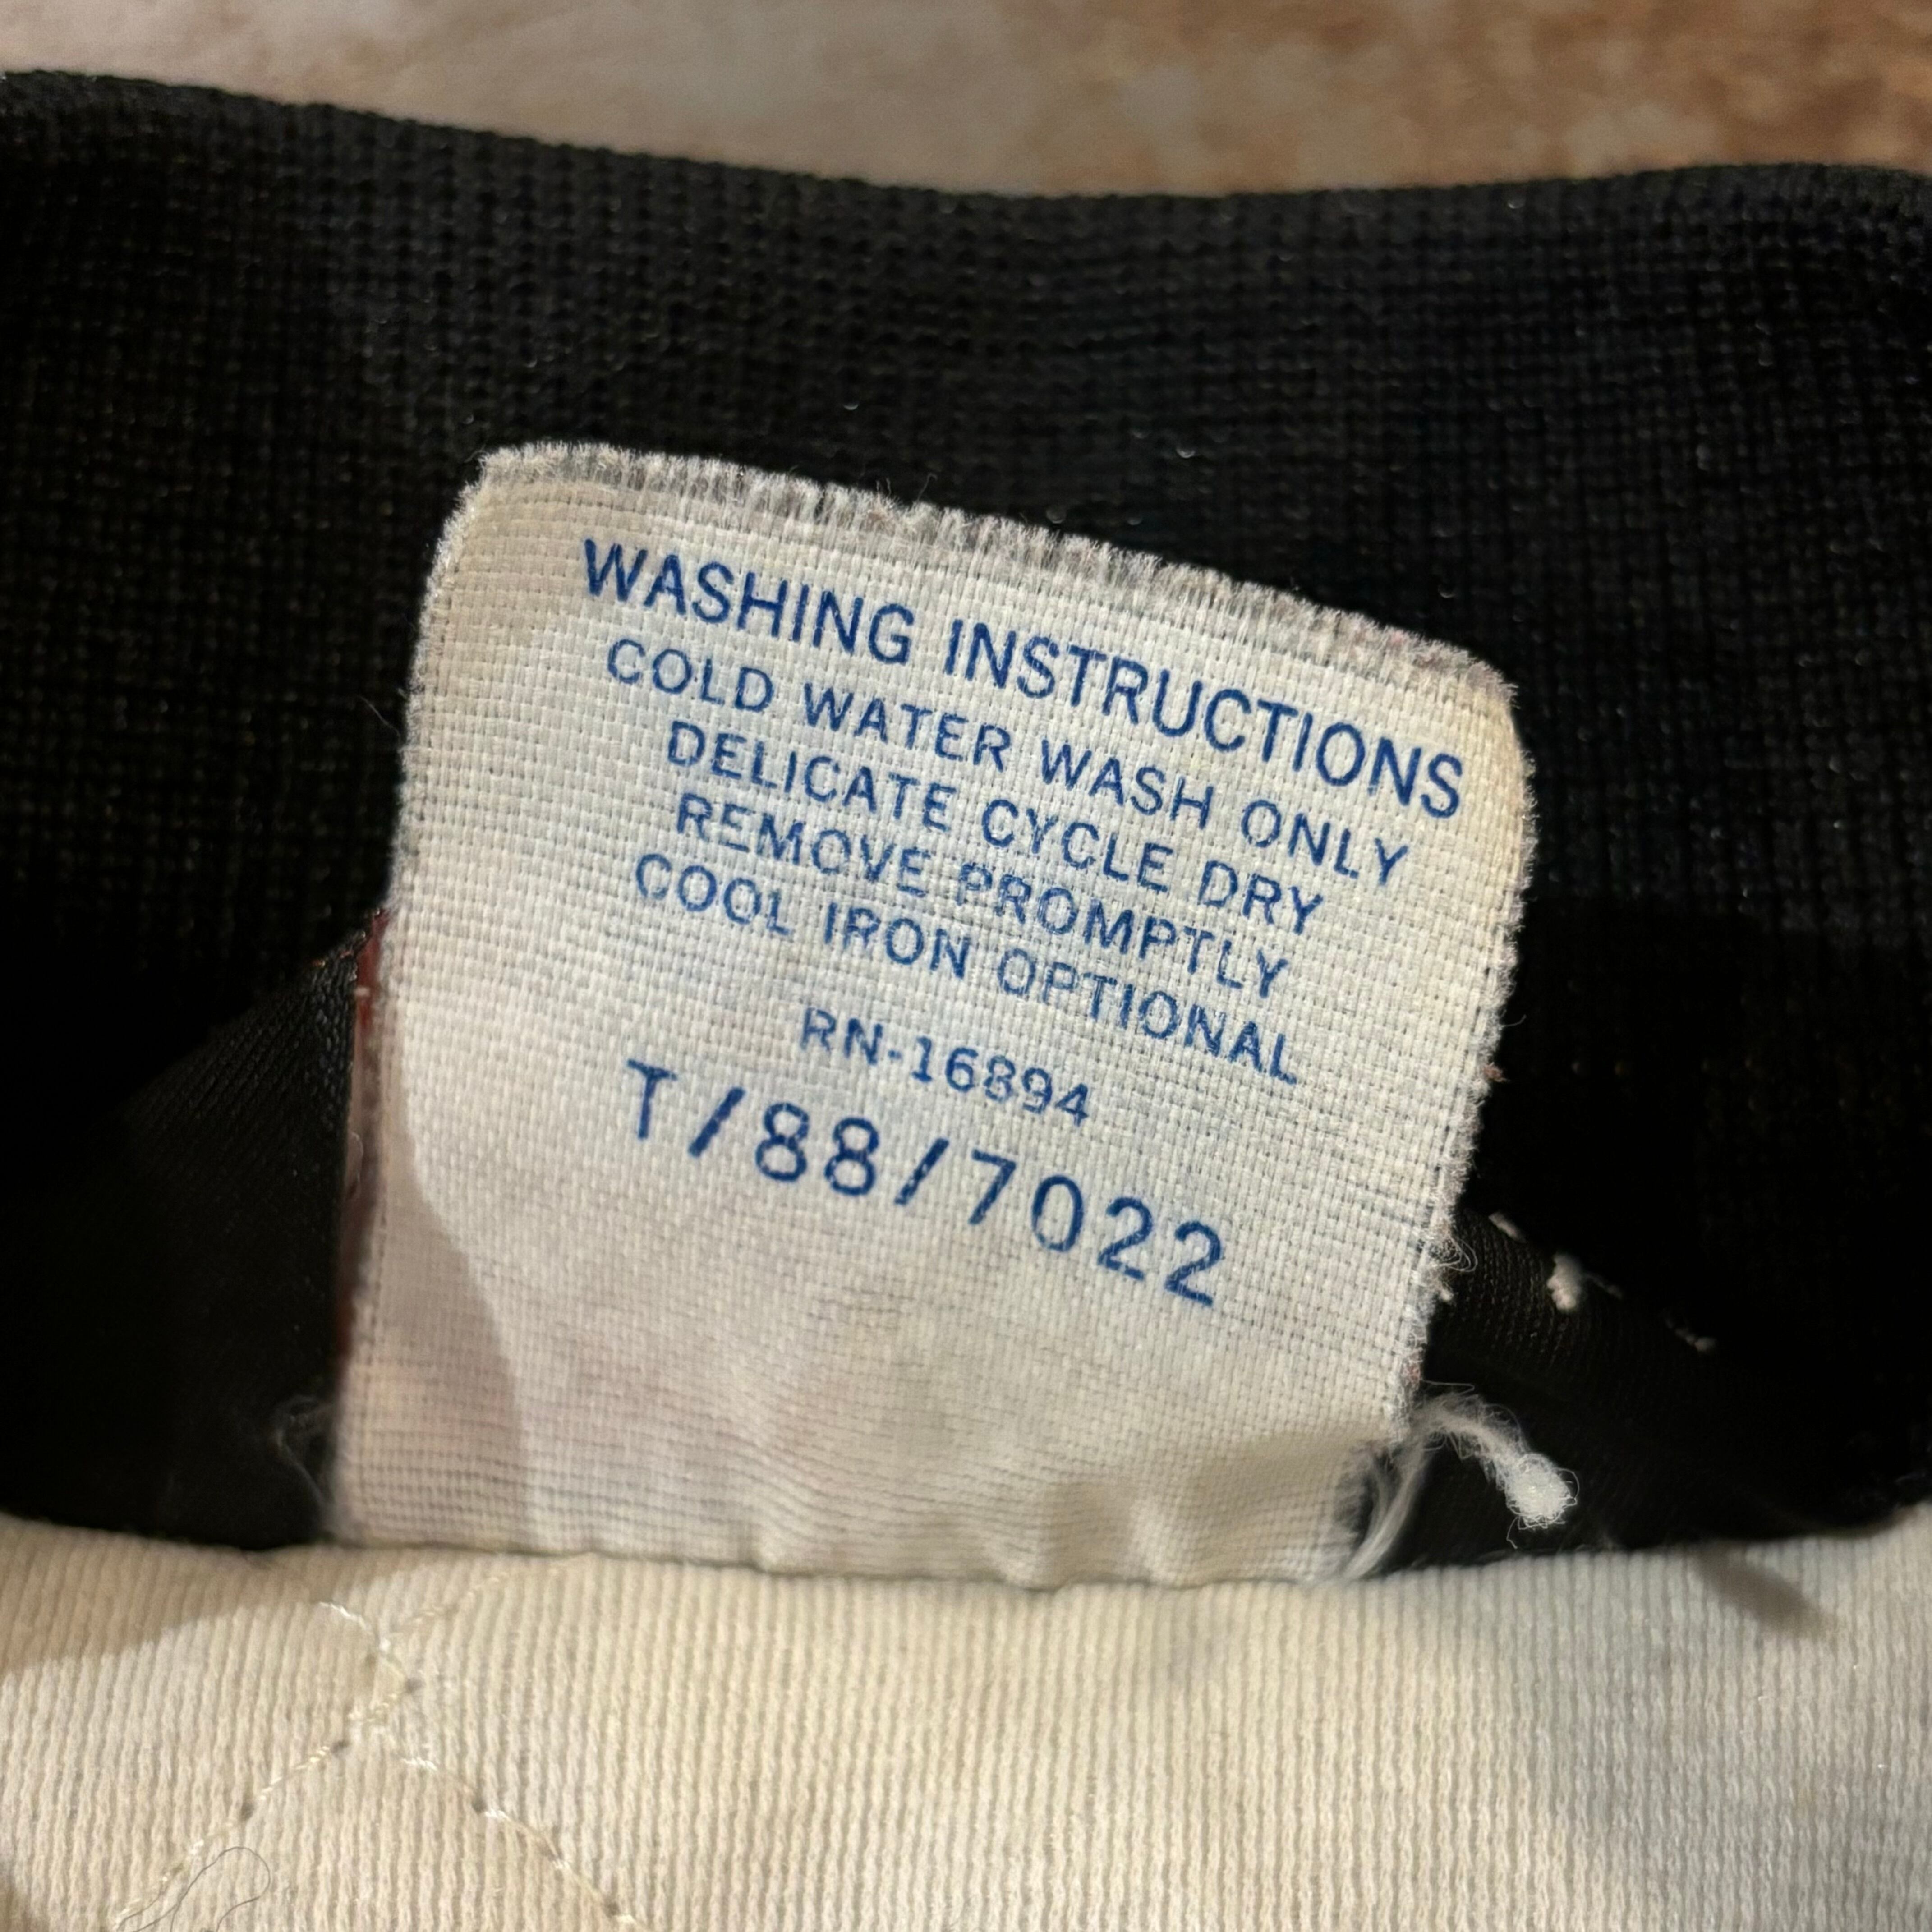 WASHING INSTRUCTIONS
COLD WATER WASH ONLY
DELICATE CYCLE DRY
REMOVE PROMPTLY
COOL IRON OPTIONAL
RN-16894
T/88/7022